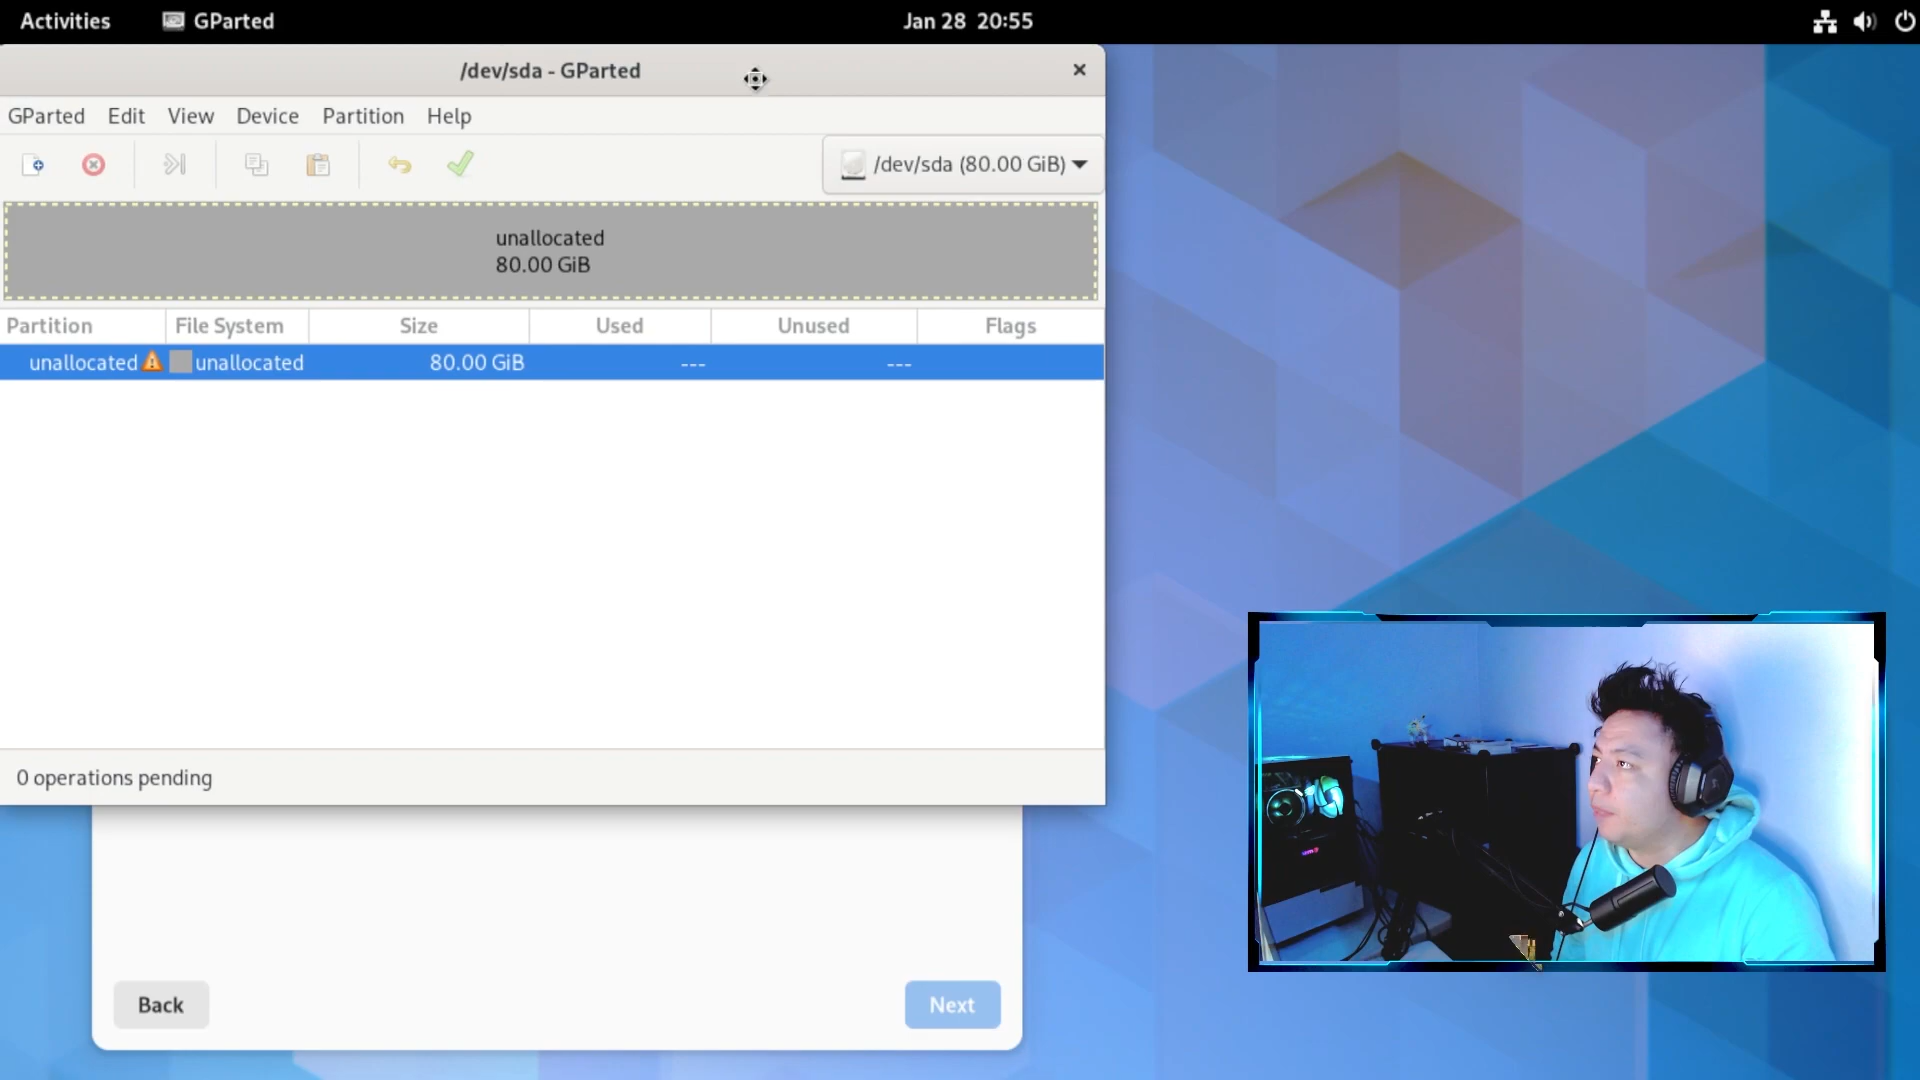 Activities GParted Jan 28 20:55
/dev/sda - GParted
GParted Edit View Device Partition Help
/dev/sda (80.00 GiB)
unallocated
80.00 GiB
Partition File System Size Used Unused Flags
unallocated unallocated 80.00 GiB --- ---
0 operations pending
Back Next